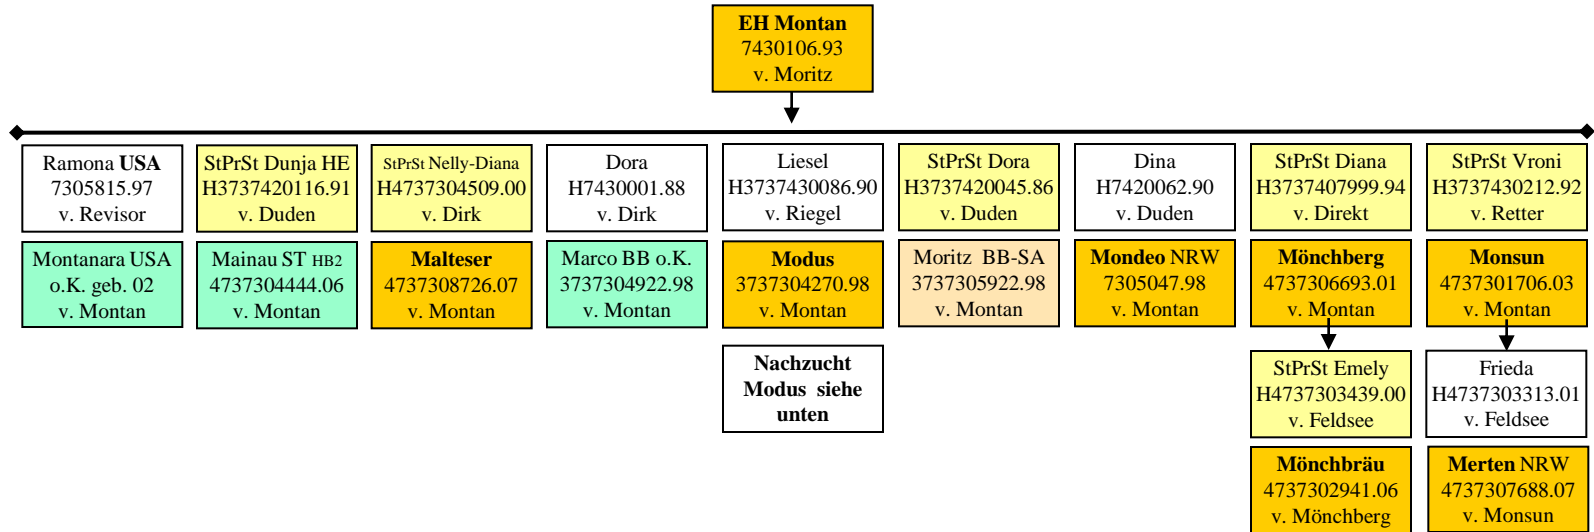 EH Montan
7430106.93
v. Moritz
Ramona USA
7305815.97
v. Revisor
StPrSt Dunja HE
H3737420116.91
v. Duden
StPrSt Nelly-Diana
H4737304509.00
v. Dirk
Dora
H7430001.88
v. Dirk
Liesel
H3737430086.90
v. Riegel
StPrSt Dora
H3737420045.86
v. Duden
Dina
H7420062.90
v. Duden
StPrSt Diana
H3737407999.94
v. Direkt
StPrSt Vroni
H3737430212.92
v. Retter
Montanara USA
o.K. geb. 02
v. Montan
Mainau ST HB2
4737304444.06
v. Montan
Malteser
4737308726.07
v. Montan
Marco BB o.K.
3737304922.98
v. Montan
Modus
3737304270.98
v. Montan
Moritz BB-SA
3737305922.98
v. Montan
Mondeo NRW
7305047.98
v. Montan
Mönchberg
4737306693.01
v. Montan
Monsun
4737301706.03
v. Montan
Nachzucht
Modus siehe
unten
StPrSt Emely
H4737303439.00
v. Feldsee
Frieda
H4737303313.01
v. Feldsee
Mönchbräu
4737302941.06
v. Mönchberg
Merten NRW
4737307688.07
v. Monsun